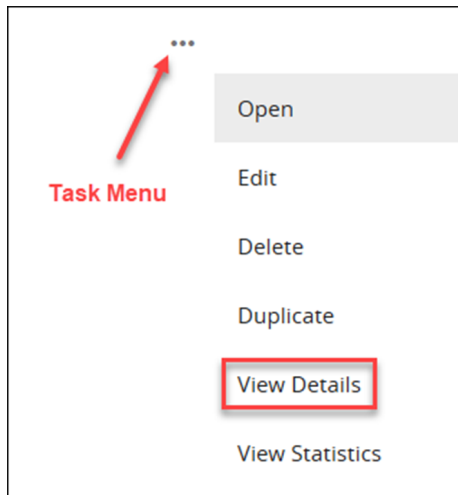 •••
Open
Task Menu
Edit
Delete
Duplicate
View Details
View Statistics